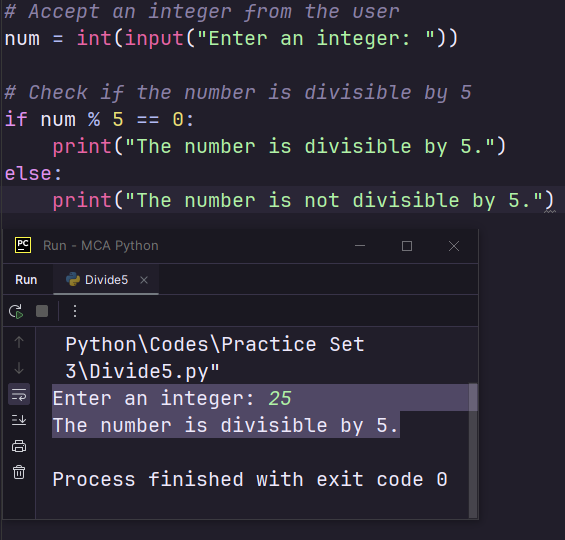 # Accept an integer from the user
num = int(input("Enter an integer: "))
# Check if the number is divisible by 5
if num % 5 == 0:
    print("The number is divisible by 5.")
else:
    print("The number is not divisible by 5.")
PC Run - MCA Python
Run Divide5
Python\Codes\Practice Set
3\Divide5.py"
Enter an integer: 25
The number is divisible by 5.
Process finished with exit code 0